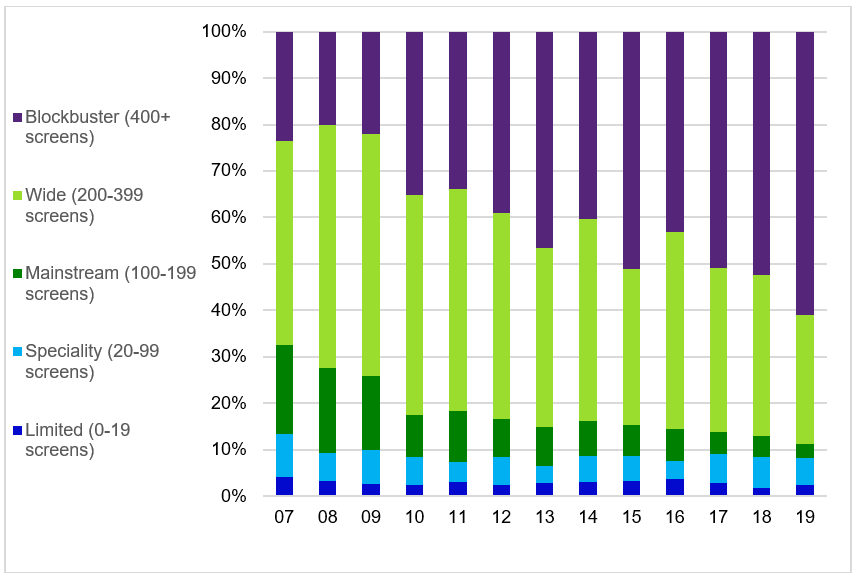 Blockbuster (400+
screens)
Wide (200-399
screens)
Mainstream (100-199
screens)
Speciality (20-99
screens)
Limited (0-19
screens)
100%
90%
80%
70%
60%
50%
40%
30%
20%
10%
0%
07 08 09 10 11 12 13 14 15 16 17 18 19